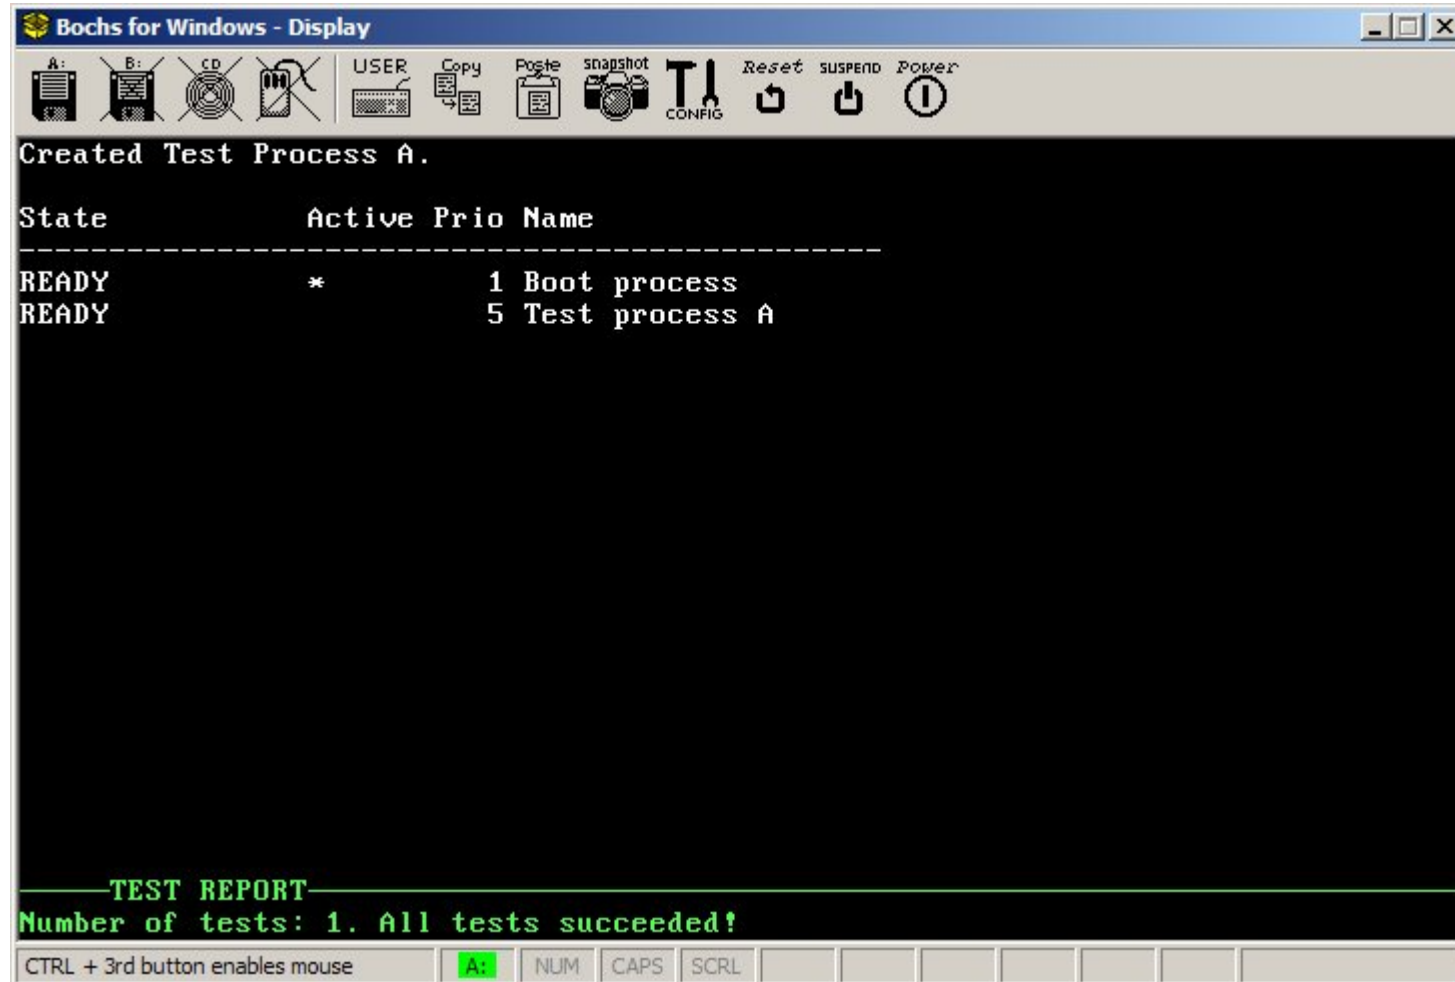 Bochs for Windows - Display
A: B: CD USER Copy Paste snapshot CONFIG Reset SUSPEND Power
Created Test Process A.
State Active Prio Name
------------------------------------------------
READY * 1 Boot process
READY 5 Test process A
TEST REPORT
Number of tests: 1. All tests succeeded!
CTRL + 3rd button enables mouse A: NUM CAPS SCRL